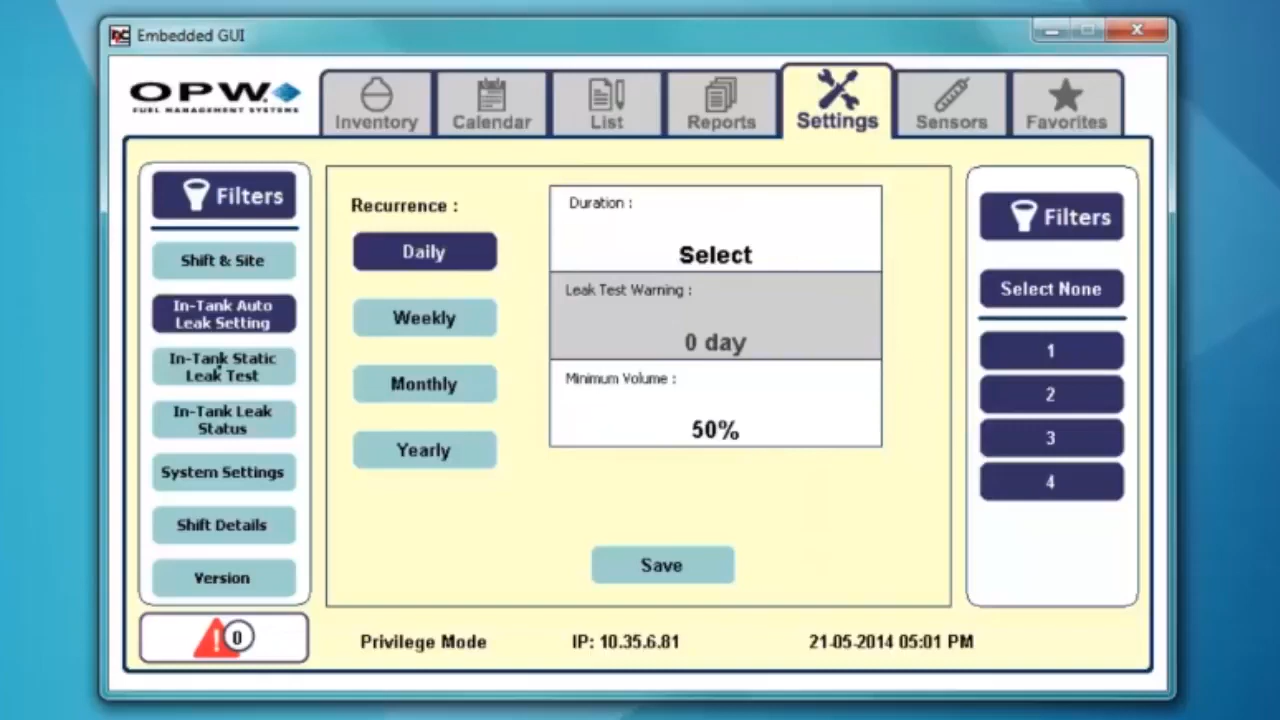 Embedded GUI
OPW
FUEL MANAGEMENT SYSTEMS
Inventory
Calendar
List
Reports
Settings
Sensors
Favorites
Filters
Shift & Site
In-Tank Auto
Leak Setting
In-Tank Static
Leak Test
In-Tank Leak
Status
System Settings
Shift Details
Version
0
Recurrence :
Daily
Weekly
Monthly
Yearly
Duration :
Select
Leak Test Warning :
0 day
Minimum Volume :
50%
Save
Filters
Select None
1
2
3
4
Privilege Mode
IP: 10.35.6.81
21-05-2014 05:01 PM